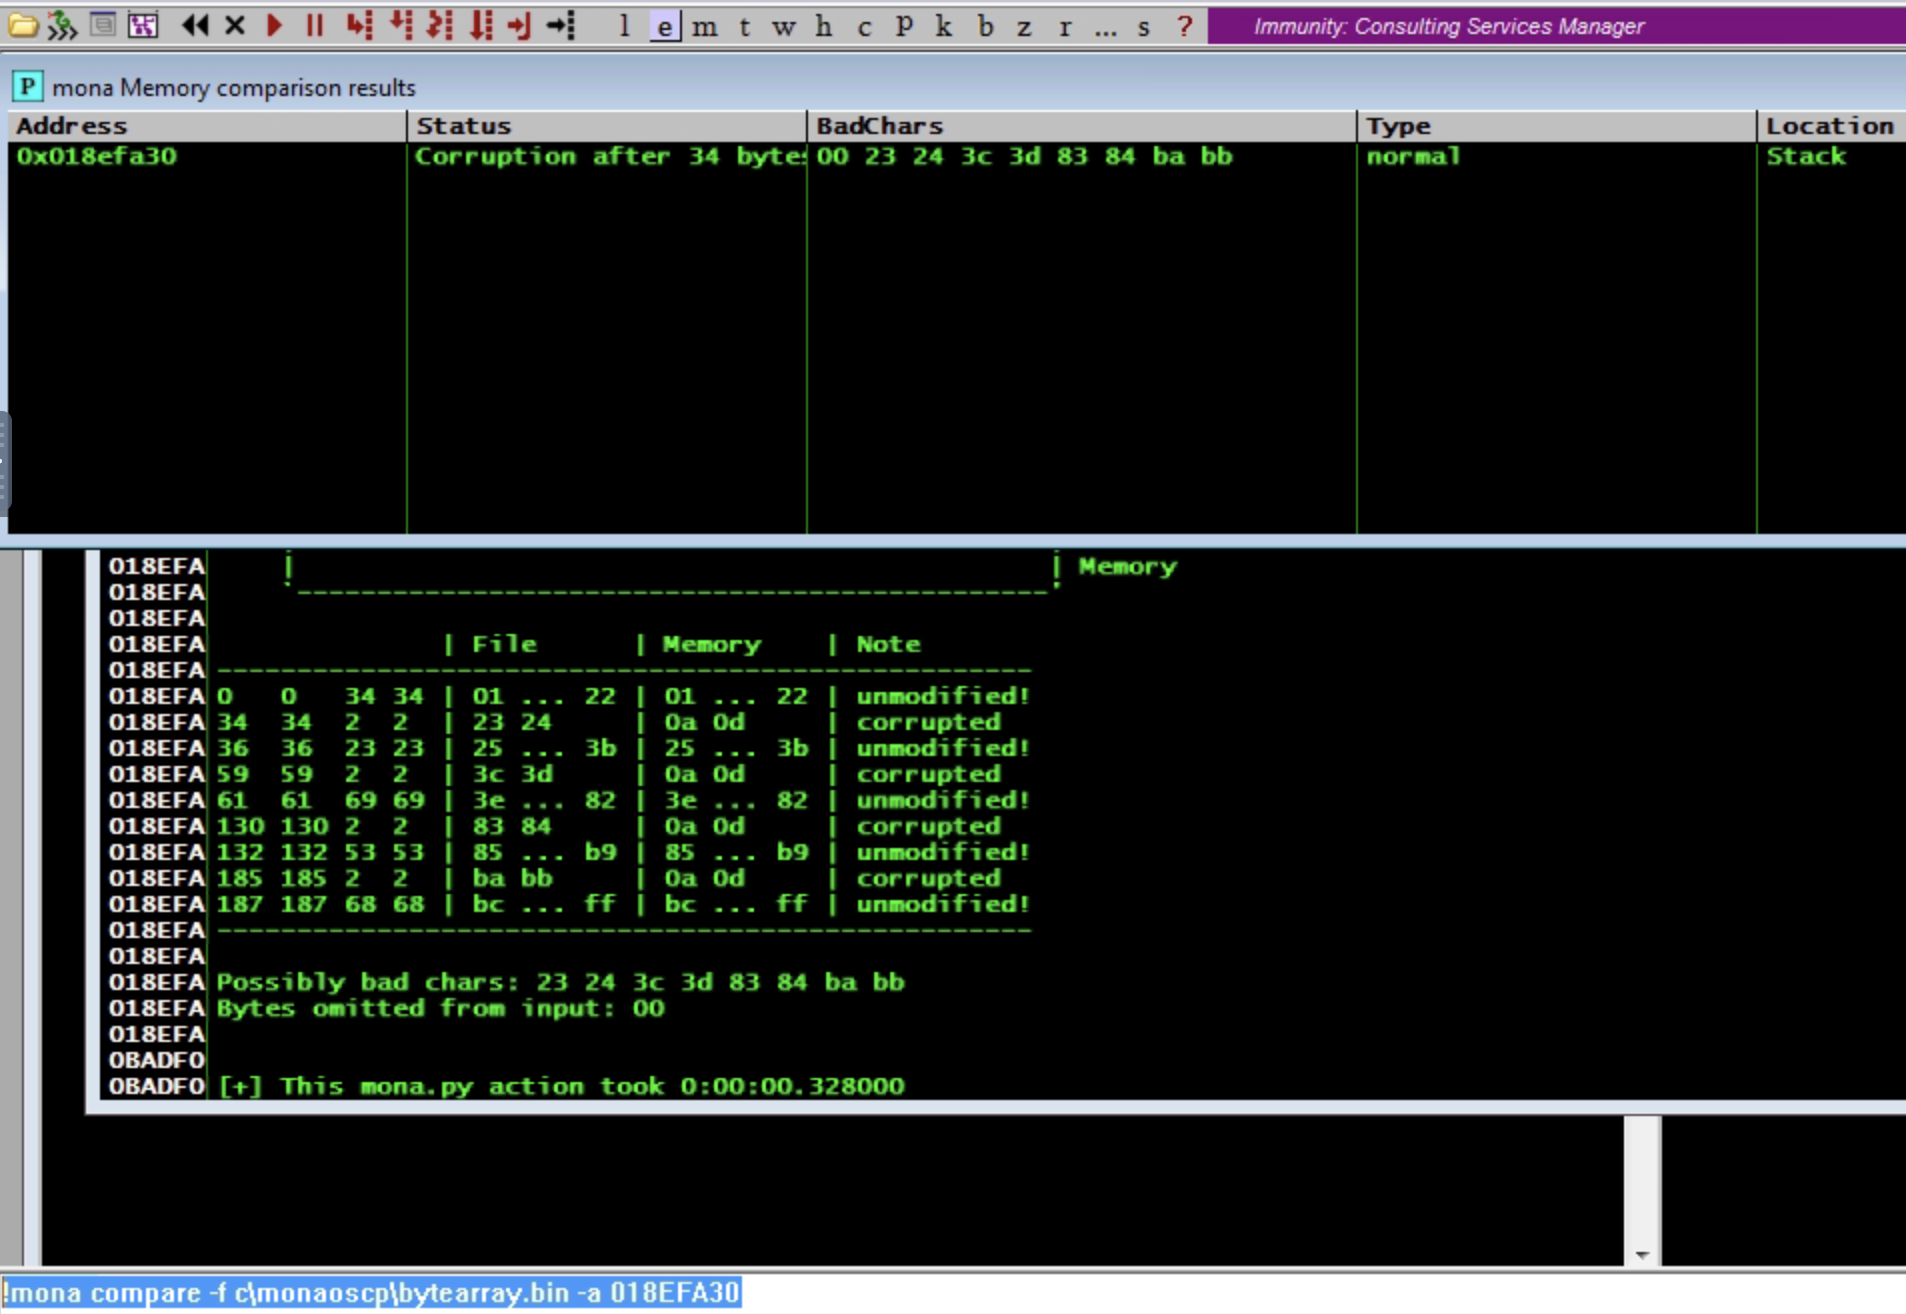 l e m t w h c P k b z r ... s ? Immunity: Consulting Services Manager
P mona Memory comparison results
Address Status BadChars Type Location
0x018efa30 Corruption after 34 bytes 00 23 24 3c 3d 83 84 ba bb normal Stack
018EFA | | Memory
018EFA `-----------------------------------------------'
018EFA
018EFA | File | Memory | Note
018EFA ---------------------------------------------------
018EFA 0 0 34 34 | 01 ... 22 | 01 ... 22 | unmodified!
018EFA 34 34 2 2 | 23 24 | 0a 0d | corrupted
018EFA 36 36 23 23 | 25 ... 3b | 25 ... 3b | unmodified!
018EFA 59 59 2 2 | 3c 3d | 0a 0d | corrupted
018EFA 61 61 69 69 | 3e ... 82 | 3e ... 82 | unmodified!
018EFA 130 130 2 2 | 83 84 | 0a 0d | corrupted
018EFA 132 132 53 53 | 85 ... b9 | 85 ... b9 | unmodified!
018EFA 185 185 2 2 | ba bb | 0a 0d | corrupted
018EFA 187 187 68 68 | bc ... ff | bc ... ff | unmodified!
018EFA ---------------------------------------------------
018EFA
018EFA Possibly bad chars: 23 24 3c 3d 83 84 ba bb
018EFA Bytes omitted from input: 00
018EFA
0BADF0
0BADF0 [+] This mona.py action took 0:00:00.328000
!mona compare -f c\monaoscp\bytearray.bin -a 018EFA30